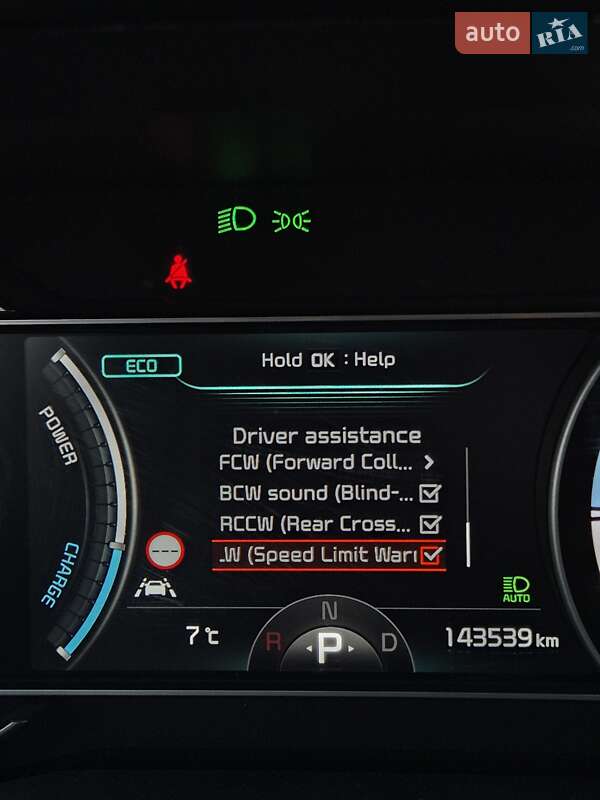 auto RIA.com
ECO
Hold OK : Help
Driver assistance
FCW (Forward Coll...
BCW sound (Blind-...
RCCW (Rear Cross...
.W (Speed Limit War
POWER
CHARGE
---
AUTO
7°C
R N P D
143539 km